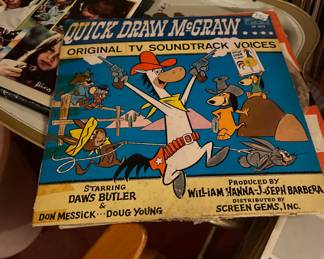 QUICK DRAW McGRAW
ORIGINAL TV SOUNDTRACK VOICES
STARRING
DAWS BUTLER
&
DON MESSICK...DOUG YOUNG
PRODUCED BY
WILLIAM HANNA-JOSEPH BARBERA
DISTRIBUTED BY
SCREEN GEMS, INC.